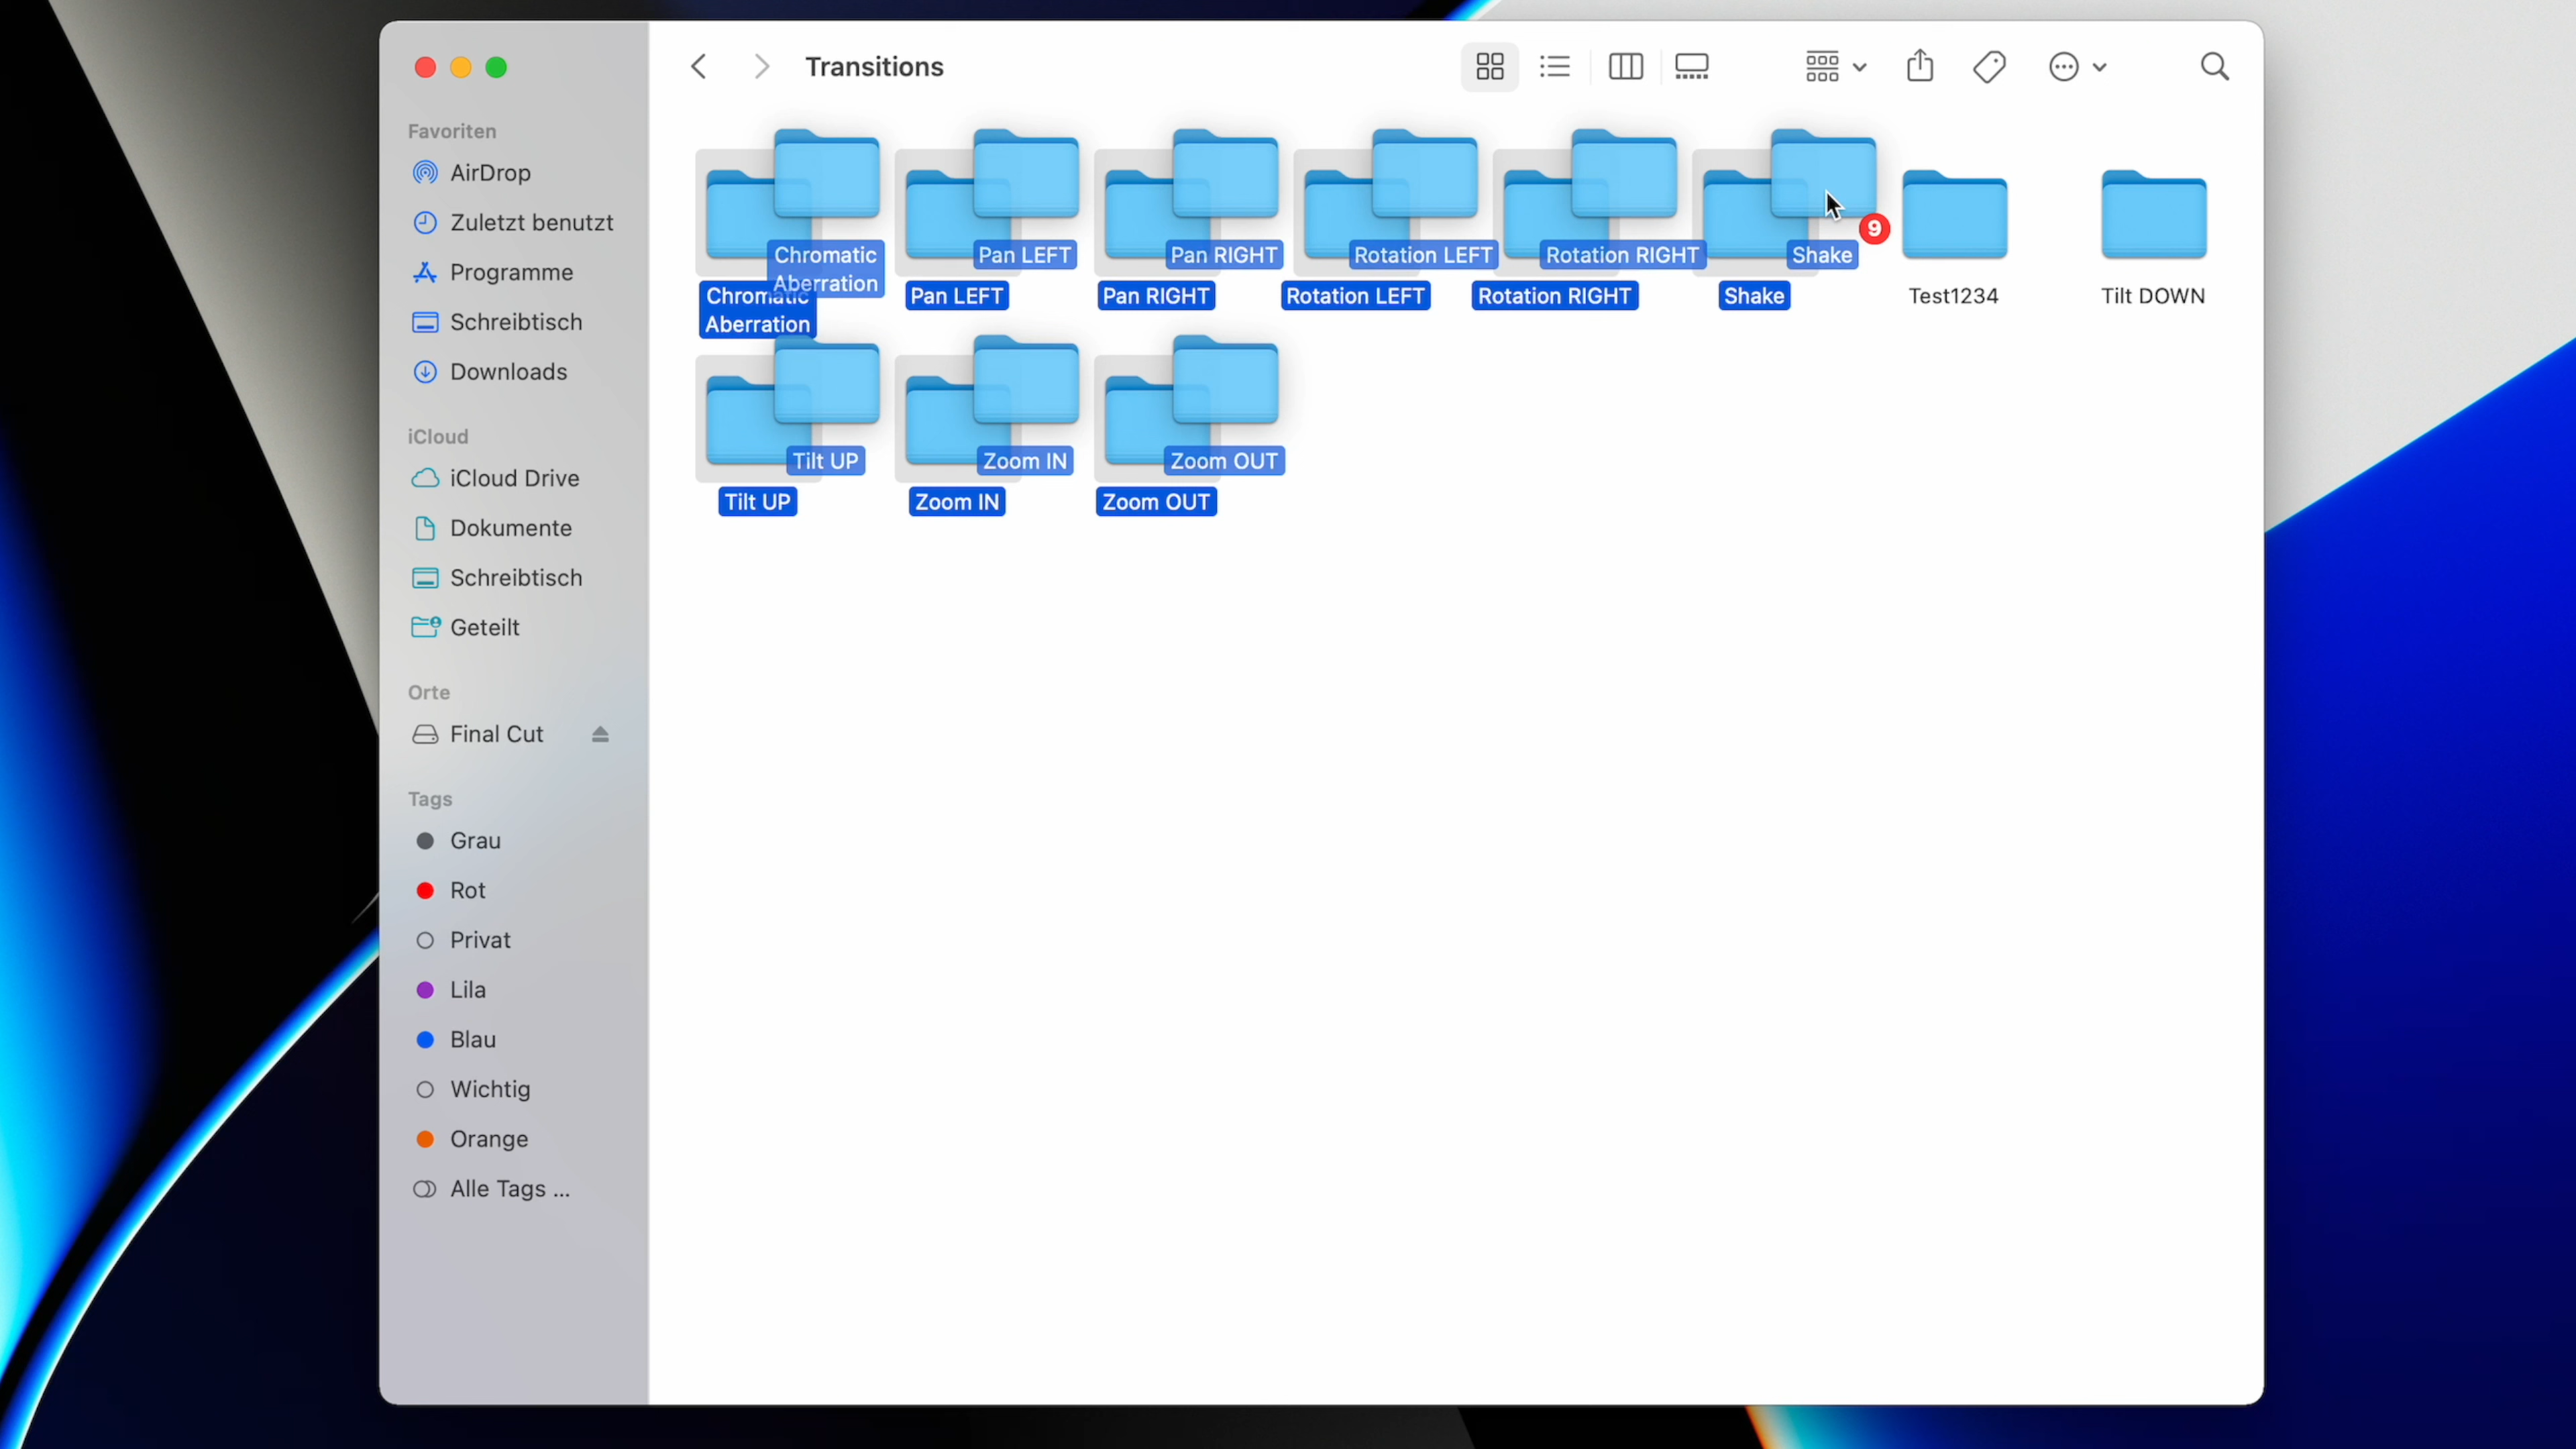 Transitions
Favoriten
AirDrop
Zuletzt benutzt
Programme
Schreibtisch
Downloads
iCloud
iCloud Drive
Dokumente
Schreibtisch
Geteilt
Orte
Final Cut
Tags
Grau
Rot
Privat
Lila
Blau
Wichtig
Orange
Alle Tags ...
Chromatic
Aberration
Pan LEFT
Pan RIGHT
Rotation LEFT
Rotation RIGHT
Shake
9
Chromatic
Aberration
Pan LEFT
Pan RIGHT
Rotation LEFT
Rotation RIGHT
Shake
Test1234
Tilt DOWN
Tilt UP
Zoom IN
Zoom OUT
Tilt UP
Zoom IN
Zoom OUT